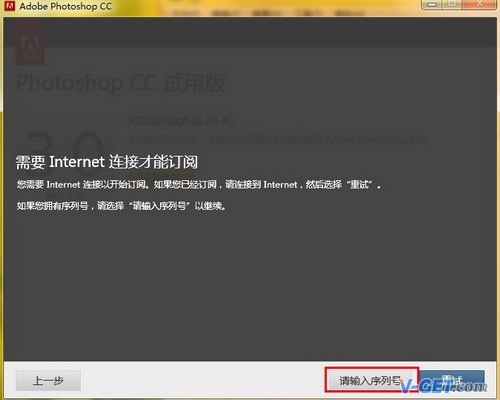 Adobe Photoshop CC
Photoshop CC 试用版
需要 Internet 连接才能订阅
您需要 Internet 连接以开始订阅。如果您已经订阅，请连接到 Internet，然后选择“重试”。
如果您拥有序列号，请选择“请输入序列号”以继续。
上一步
请输入序列号
重试
V-GET.com